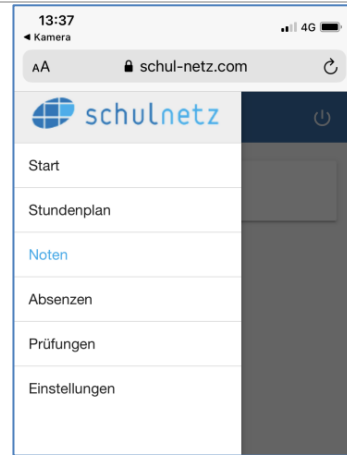 13:37
4G
◀ Kamera
AA schul-netz.com
schulnetz
Start
Stundenplan
Noten
Absenzen
Prüfungen
Einstellungen